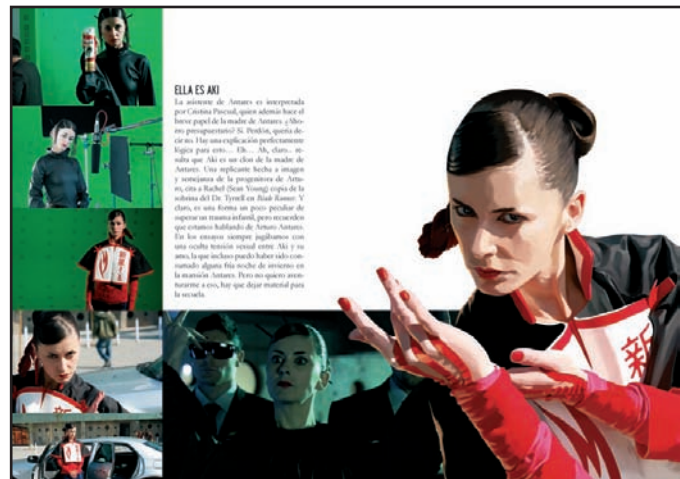 ELLA ES AKI
La asistente de Antares es interpretada
por Cristina Pascual, quien además hace el
breve papel de la madre de Antares. ¿Aho-
rro presupuestario? Sí. Perdón, quería de-
cir no. Hay una explicación perfectamente
lógica para esto… Eh… Ah, claro.. re-
sulta que Aki es un clon de la madre de
Antares. Una replicante hecha a imagen
y semejanza de la progenitora de Artu-
ro, cita a Rachel (Sean Young) copia de la
sobrina del Dr. Tyrell en Blade Runner. Y
claro, es una forma un poco peculiar de
superar un trauma infantil, pero recuerden
que estamos hablando de Arturo Antares.
En los ensayos siempre jugábamos con
una oculta tensión sexual entre Aki y su
amo, la que incluso puedo haber sido con-
sumado alguna fría noche de invierno en
la mansión Antares. Pero no quiero aven-
turarme a eso, hay que dejar material para
la secuela.
新
新